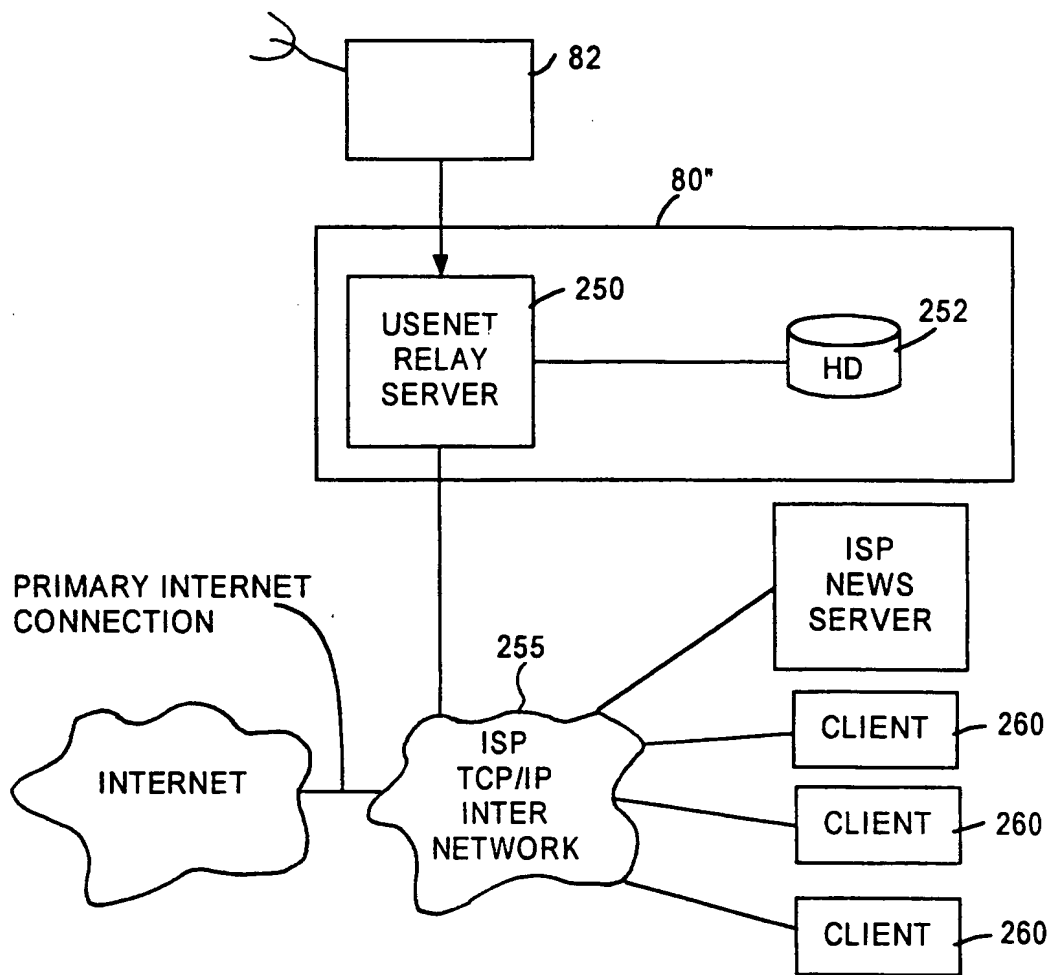 82
80"
USENET
RELAY
SERVER
250
HD
252
ISP
NEWS
SERVER
PRIMARY INTERNET
CONNECTION
255
INTERNET
ISP
TCP/IP
INTER
NETWORK
CLIENT
260
CLIENT
260
CLIENT
260